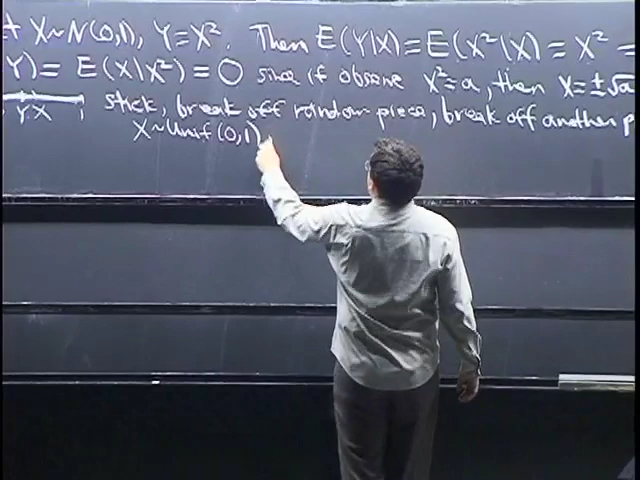 Let X~N(0,1), Y=X². Then E(Y|X)=E(X²|X)=X²=
Y)=E(X|X²)=0 since if observe X²=a, then X=±√a
YX stick, break off random piece, break off another p
X~Unif(0,1)